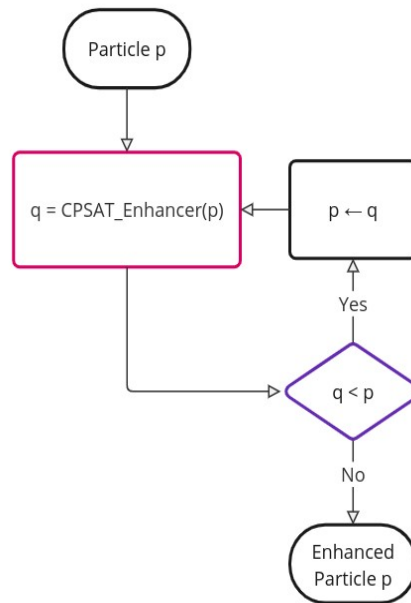 Particle p
q = CPSAT_Enhancer(p)
p ← q
Yes
q < p
No
Enhanced
Particle p